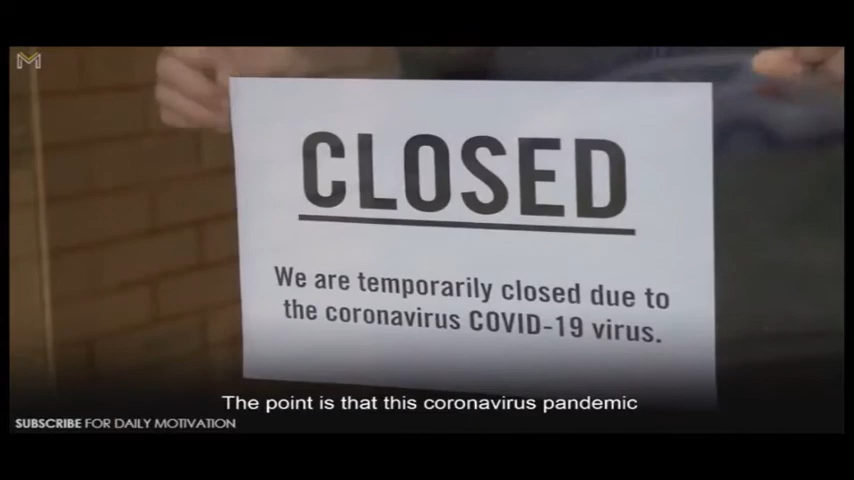 M
CLOSED
We are temporarily closed due to
the coronavirus COVID-19 virus.
The point is that this coronavirus pandemic
SUBSCRIBE FOR DAILY MOTIVATION